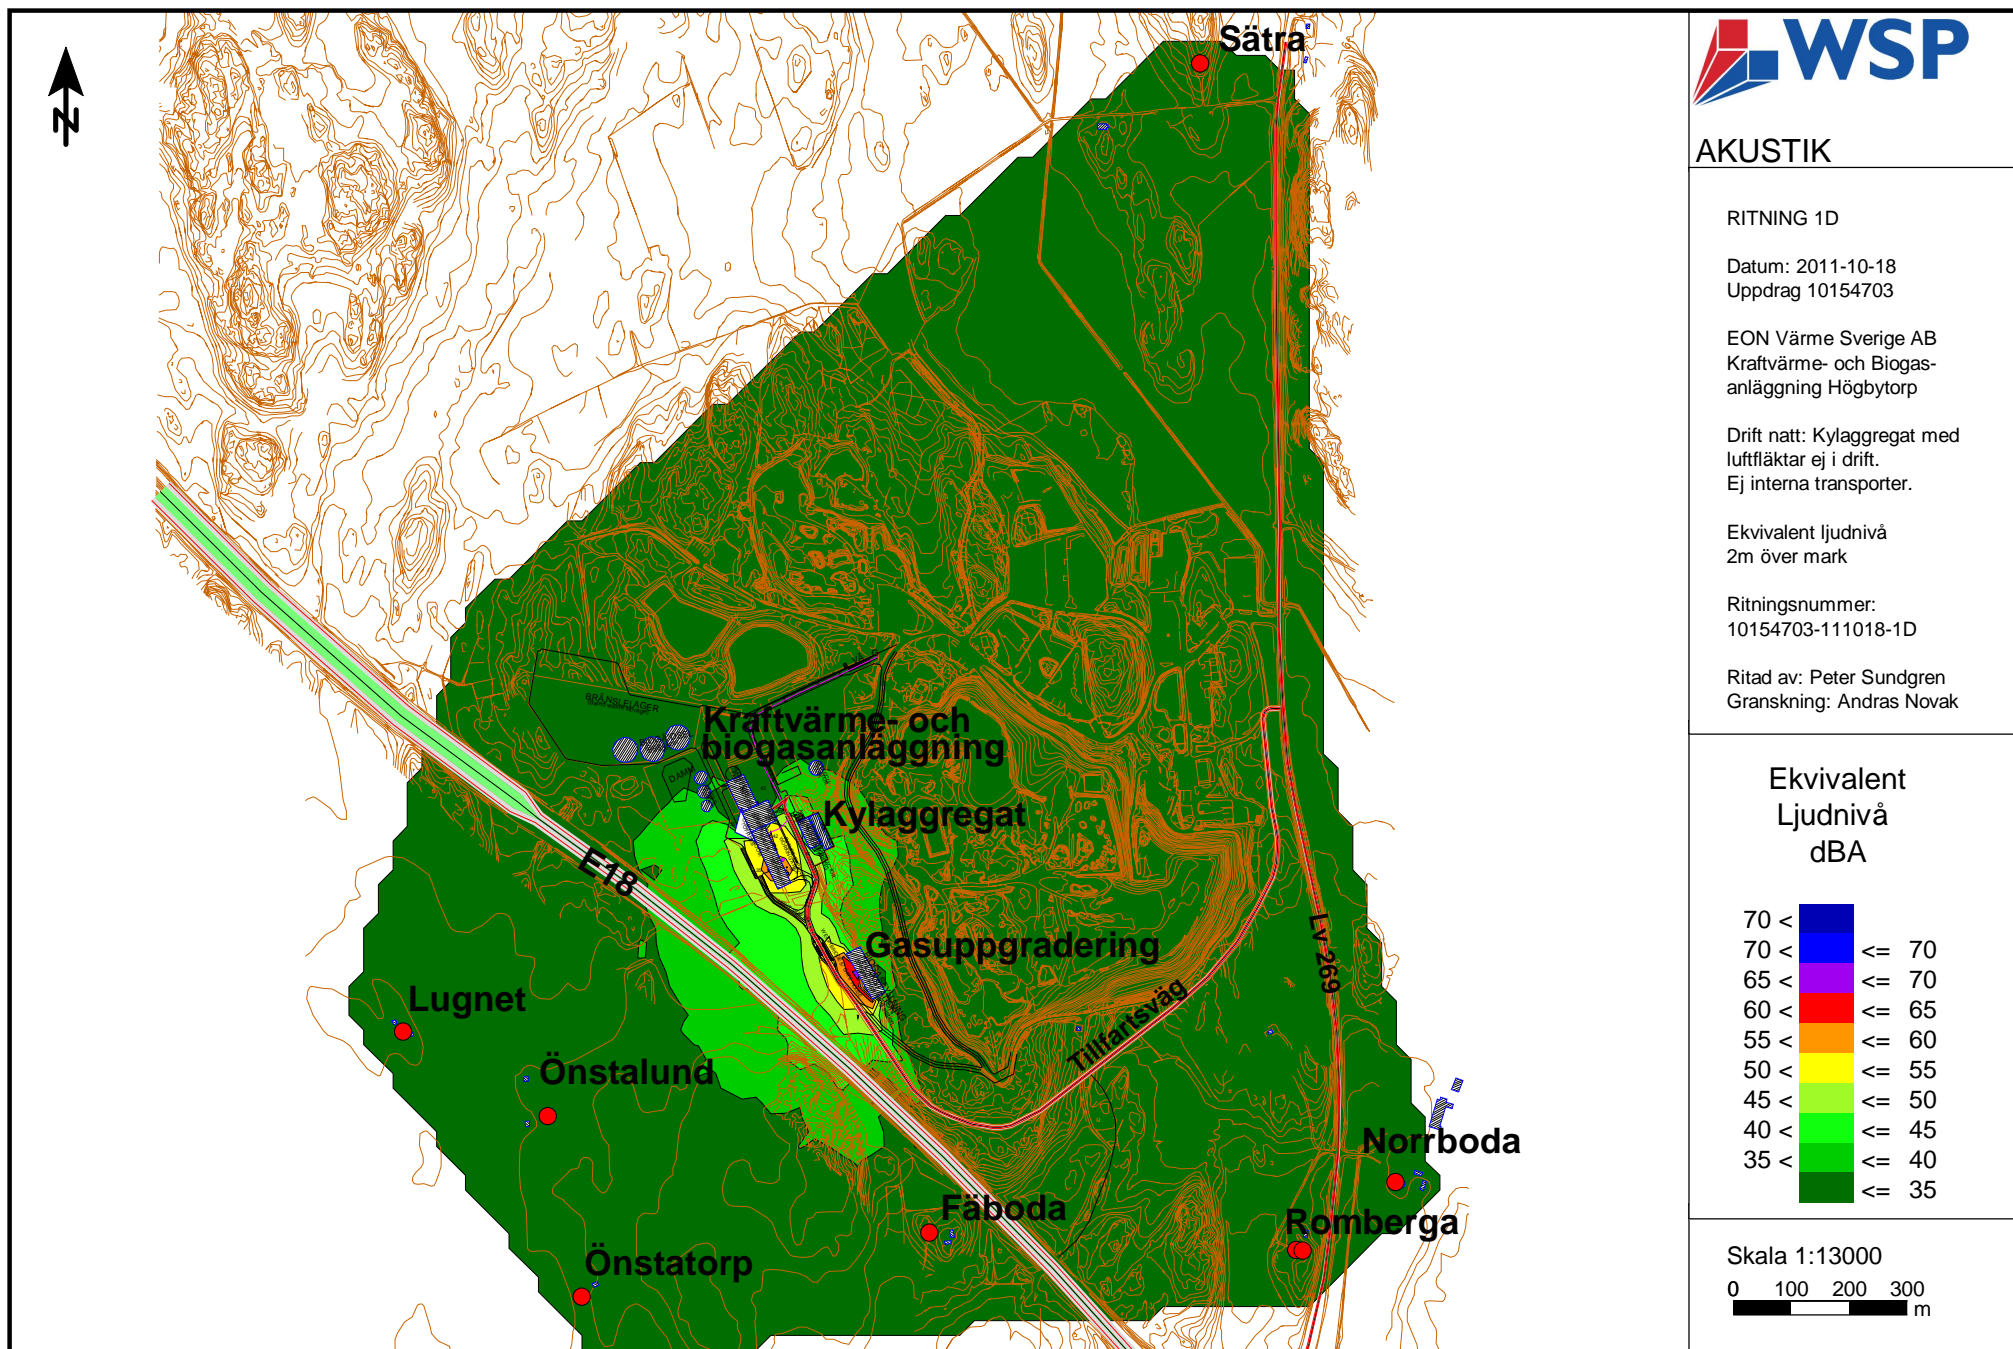 N
Sätra
BRÄNSLELAGER
Kraftvärme- och
biogasanläggning
DAMM
Kylaggregat
E18
Gasuppgradering
Lv 269
Tillfartsväg
Lugnet
Önstalund
Norrboda
Fäboda
Romberga
Önstatorp
WSP
AKUSTIK
RITNING 1D
Datum: 2011-10-18
Uppdrag 10154703
EON Värme Sverige AB
Kraftvärme- och Biogas-
anläggning Högbytorp
Drift natt: Kylaggregat med
luftfläktar ej i drift.
Ej interna transporter.
Ekvivalent ljudnivå
2m över mark
Ritningsnummer:
10154703-111018-1D
Ritad av: Peter Sundgren
Granskning: Andras Novak
Ekvivalent
Ljudnivå
dBA
70 <
70 < <= 70
65 < <= 70
60 < <= 65
55 < <= 60
50 < <= 55
45 < <= 50
40 < <= 45
35 < <= 40
<= 35
Skala 1:13000
0 100 200 300
m